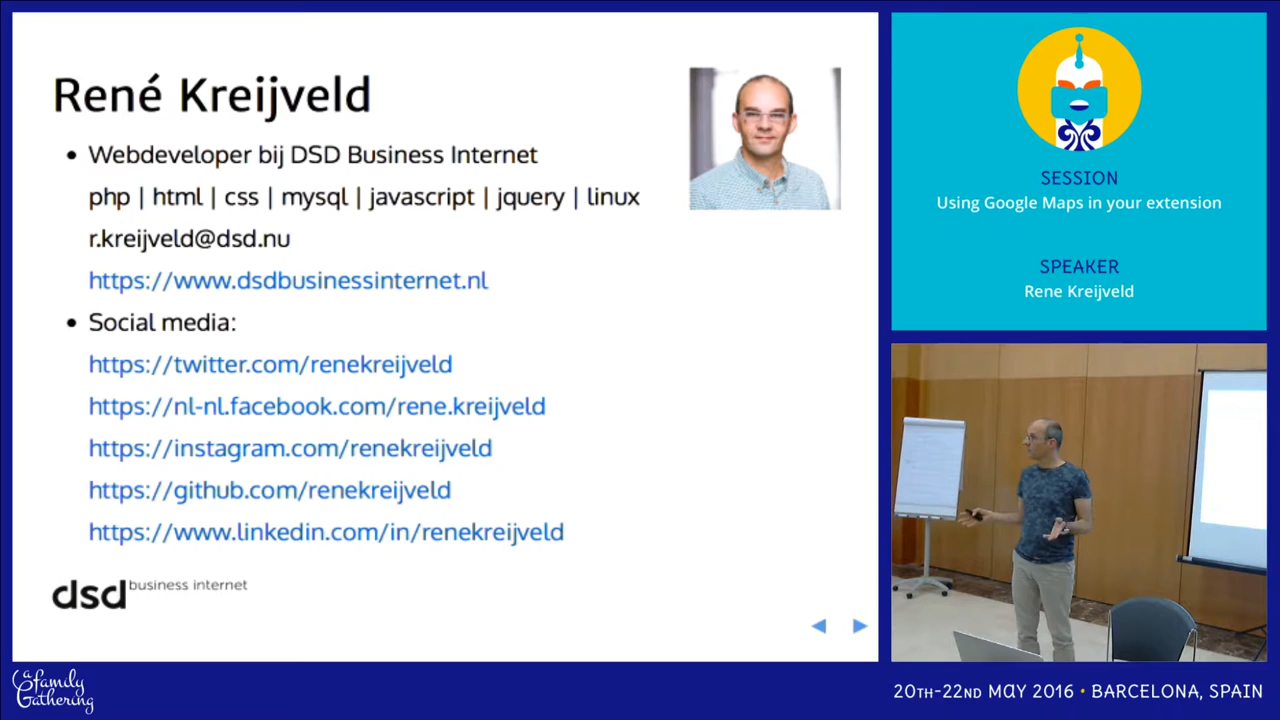 René Kreijveld
• Webdeveloper bij DSD Business Internet
php | html | css | mysql | javascript | jquery | linux
r.kreijveld@dsd.nu
https://www.dsdbusinessinternet.nl
• Social media:
https://twitter.com/renekreijveld
https://nl-nl.facebook.com/rene.kreijveld
https://instagram.com/renekreijveld
https://github.com/renekreijveld
https://www.linkedin.com/in/renekreijveld
dsd business internet
SESSION
Using Google Maps in your extension
SPEAKER
Rene Kreijveld
a family
Gathering
20TH-22ND MAY 2016 • BARCELONA, SPAIN